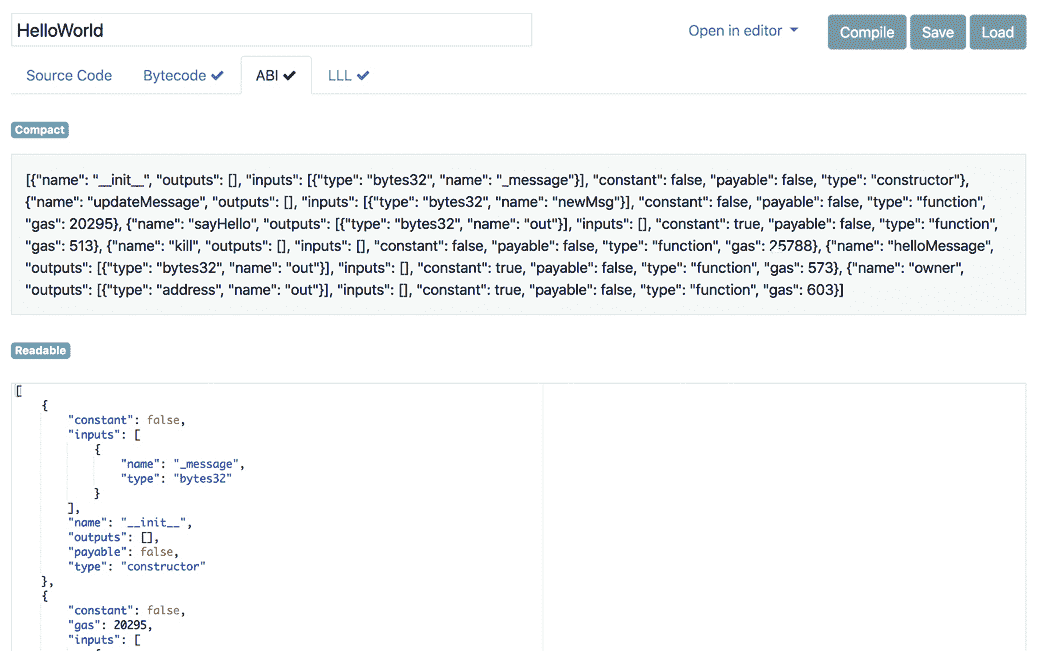 HelloWorld
Open in editor
Compile
Save
Load
Source Code
Bytecode
ABI
LLL
Compact
[{"name": "__init__", "outputs": [], "inputs": [{"type": "bytes32", "name": "_message"}], "constant": false, "payable": false, "type": "constructor"},
{"name": "updateMessage", "outputs": [], "inputs": [{"type": "bytes32", "name": "newMsg"}], "constant": false, "payable": false, "type": "function",
"gas": 20295}, {"name": "sayHello", "outputs": [{"type": "bytes32", "name": "out"}], "inputs": [], "constant": true, "payable": false, "type": "function",
"gas": 513}, {"name": "kill", "outputs": [], "inputs": [], "constant": false, "payable": false, "type": "function", "gas": 25788}, {"name": "helloMessage",
"outputs": [{"type": "bytes32", "name": "out"}], "inputs": [], "constant": true, "payable": false, "type": "function", "gas": 573}, {"name": "owner",
"outputs": [{"type": "address", "name": "out"}], "inputs": [], "constant": true, "payable": false, "type": "function", "gas": 603}]
Readable
[
{
"constant": false,
"inputs": [
{
"name": "_message",
"type": "bytes32"
}
],
"name": "__init__",
"outputs": [],
"payable": false,
"type": "constructor"
},
{
"constant": false,
"gas": 20295,
"inputs": [